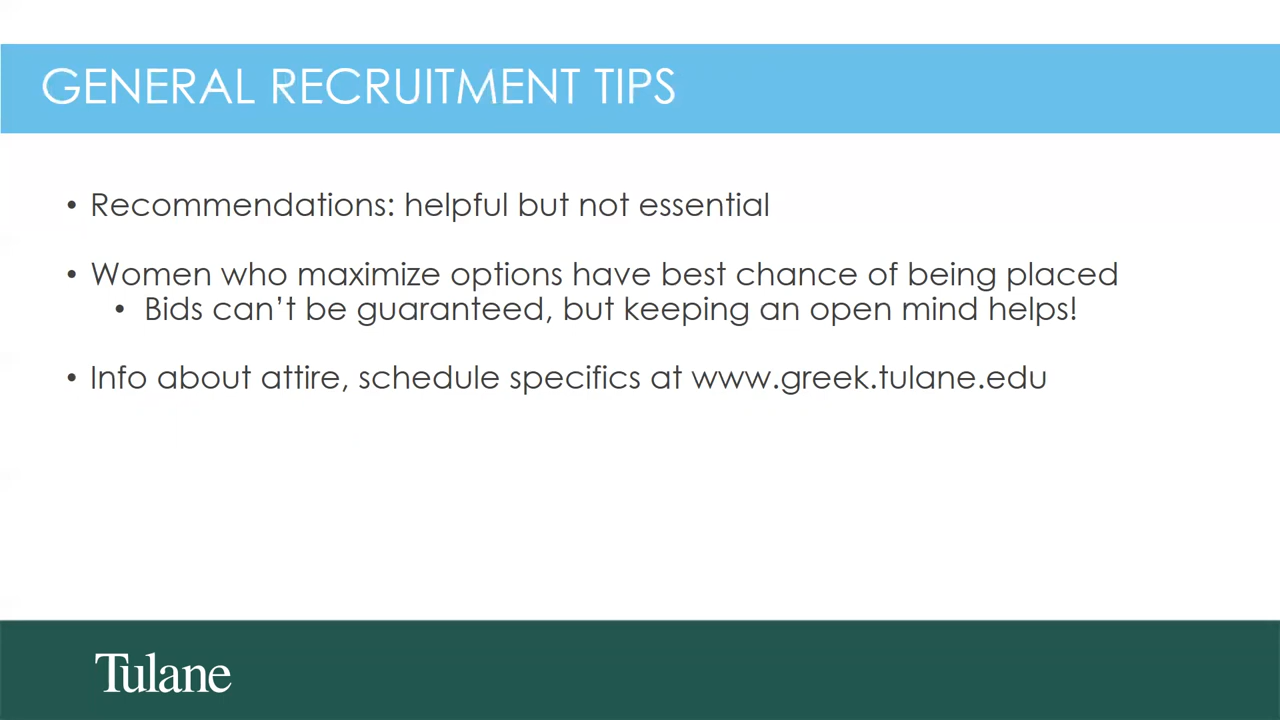 GENERAL RECRUITMENT TIPS
• Recommendations: helpful but not essential
• Women who maximize options have best chance of being placed
• Bids can't be guaranteed, but keeping an open mind helps!
• Info about attire, schedule specifics at www.greek.tulane.edu
Tulane